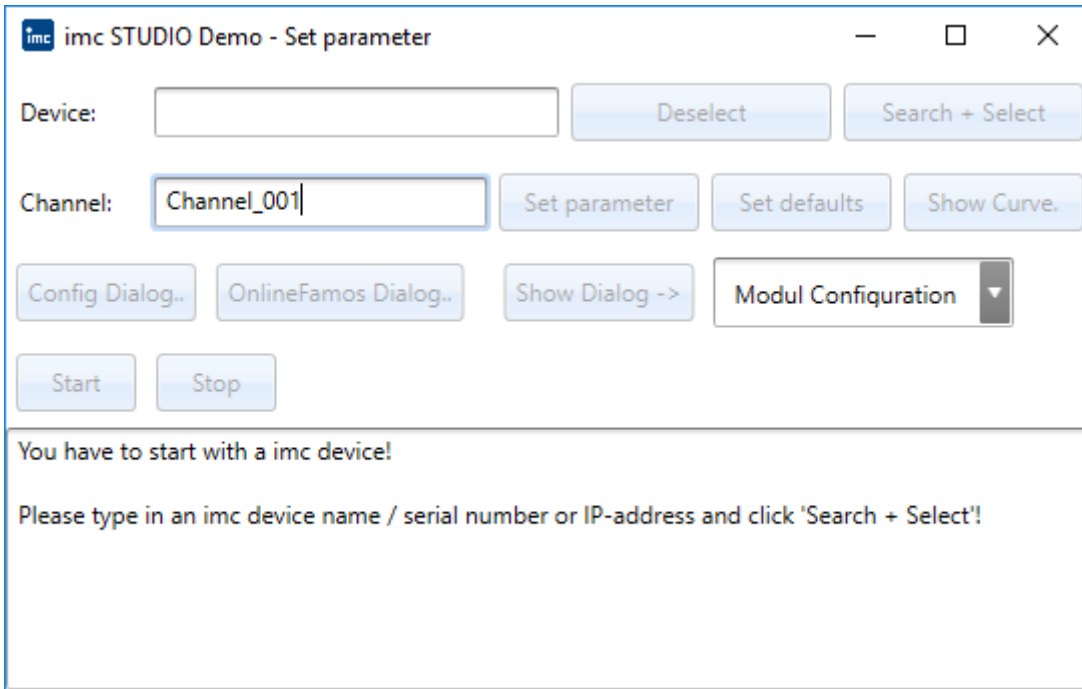 imc imc STUDIO Demo - Set parameter
Device: Deselect Search + Select
Channel: Channel_001 Set parameter Set defaults Show Curve.
Config Dialog.. OnlineFamos Dialog.. Show Dialog -> Modul Configuration
Start Stop
You have to start with a imc device!
Please type in an imc device name / serial number or IP-address and click 'Search + Select'!